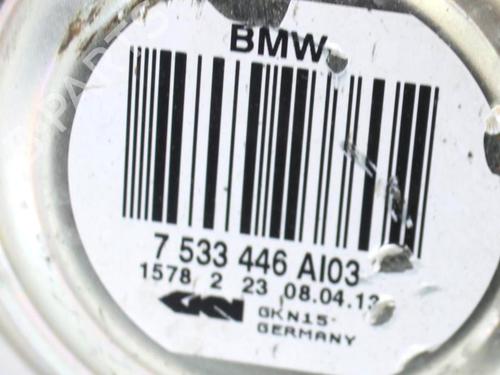 BMW
7 533 446 AI03
1578 2 23 08.04.13
GKN GKN15-
GERMANY